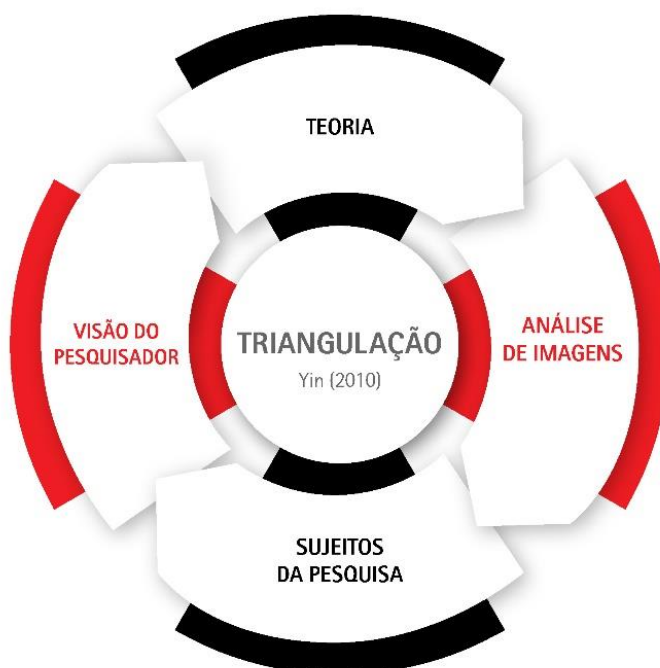 TEORIA
VISÃO DO
PESQUISADOR
TRIANGULAÇÃO
Yin (2010)
ANÁLISE
DE IMAGENS
SUJEITOS
DA PESQUISA